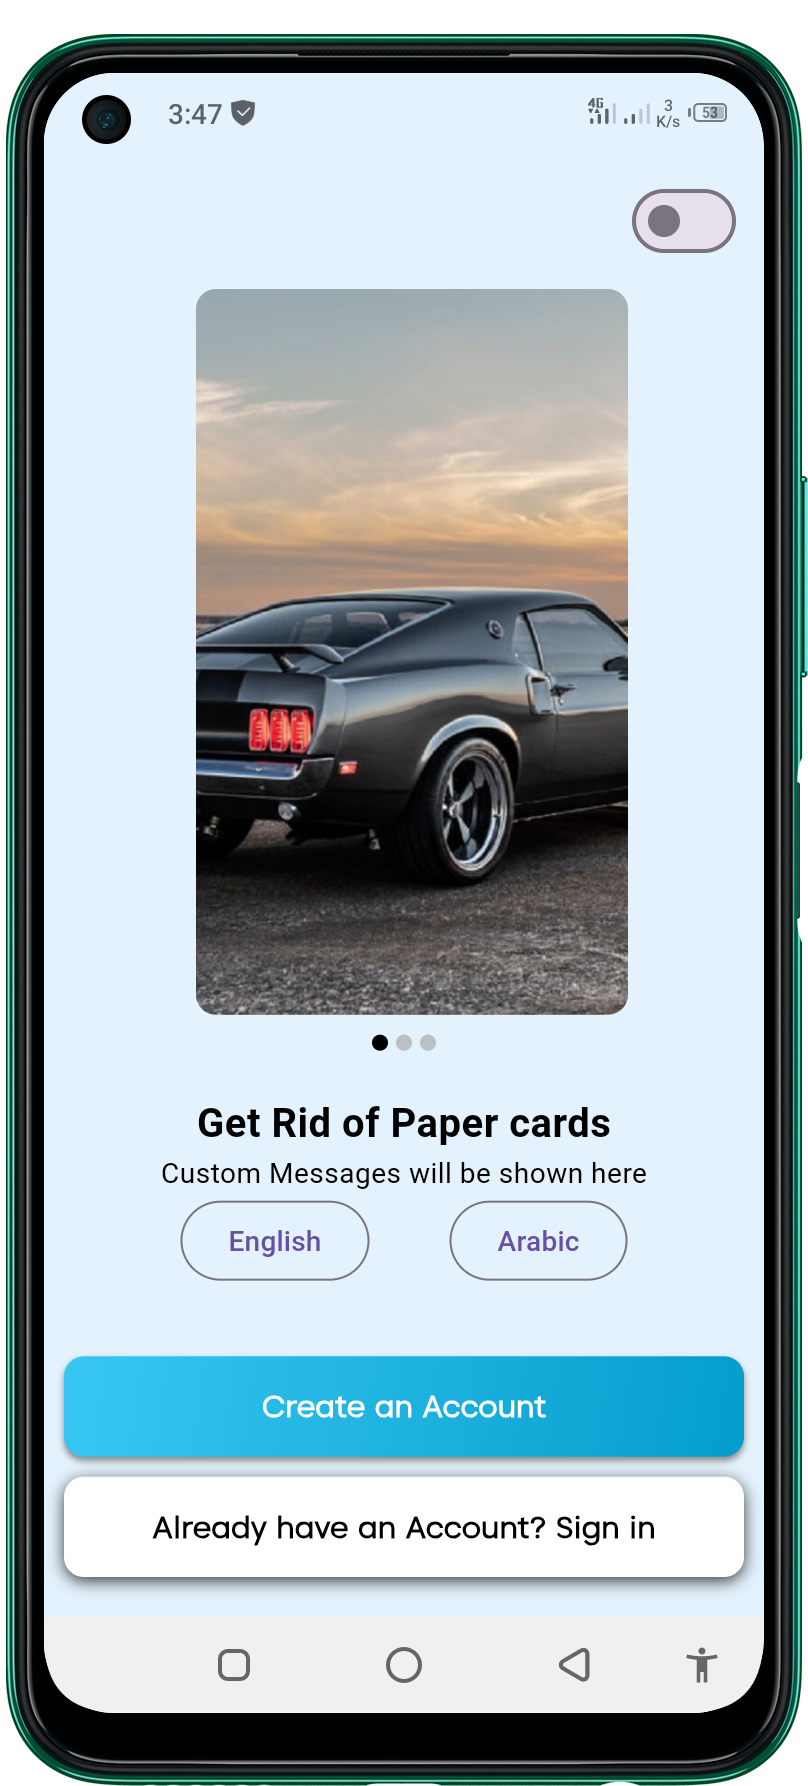 3:47
4G
3
K/s
53
Get Rid of Paper cards
Custom Messages will be shown here
English
Arabic
Create an Account
Already have an Account? Sign in